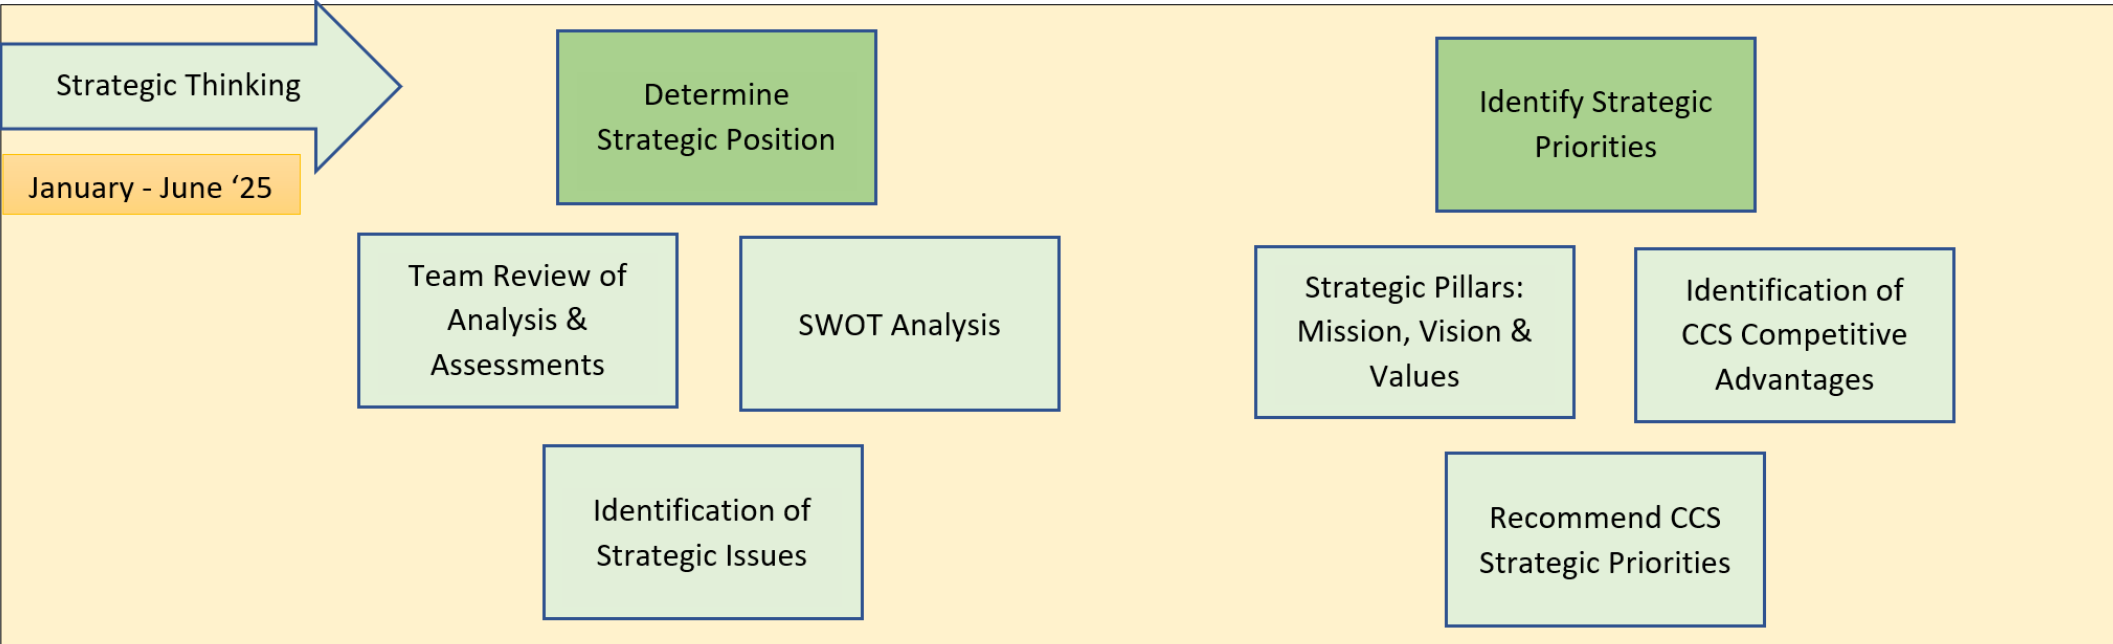 Strategic Thinking
January - June ‘25
Determine
Strategic Position
Team Review of
Analysis &
Assessments
SWOT Analysis
Identification of
Strategic Issues
Identify Strategic
Priorities
Strategic Pillars:
Mission, Vision &
Values
Identification of
CCS Competitive
Advantages
Recommend CCS
Strategic Priorities